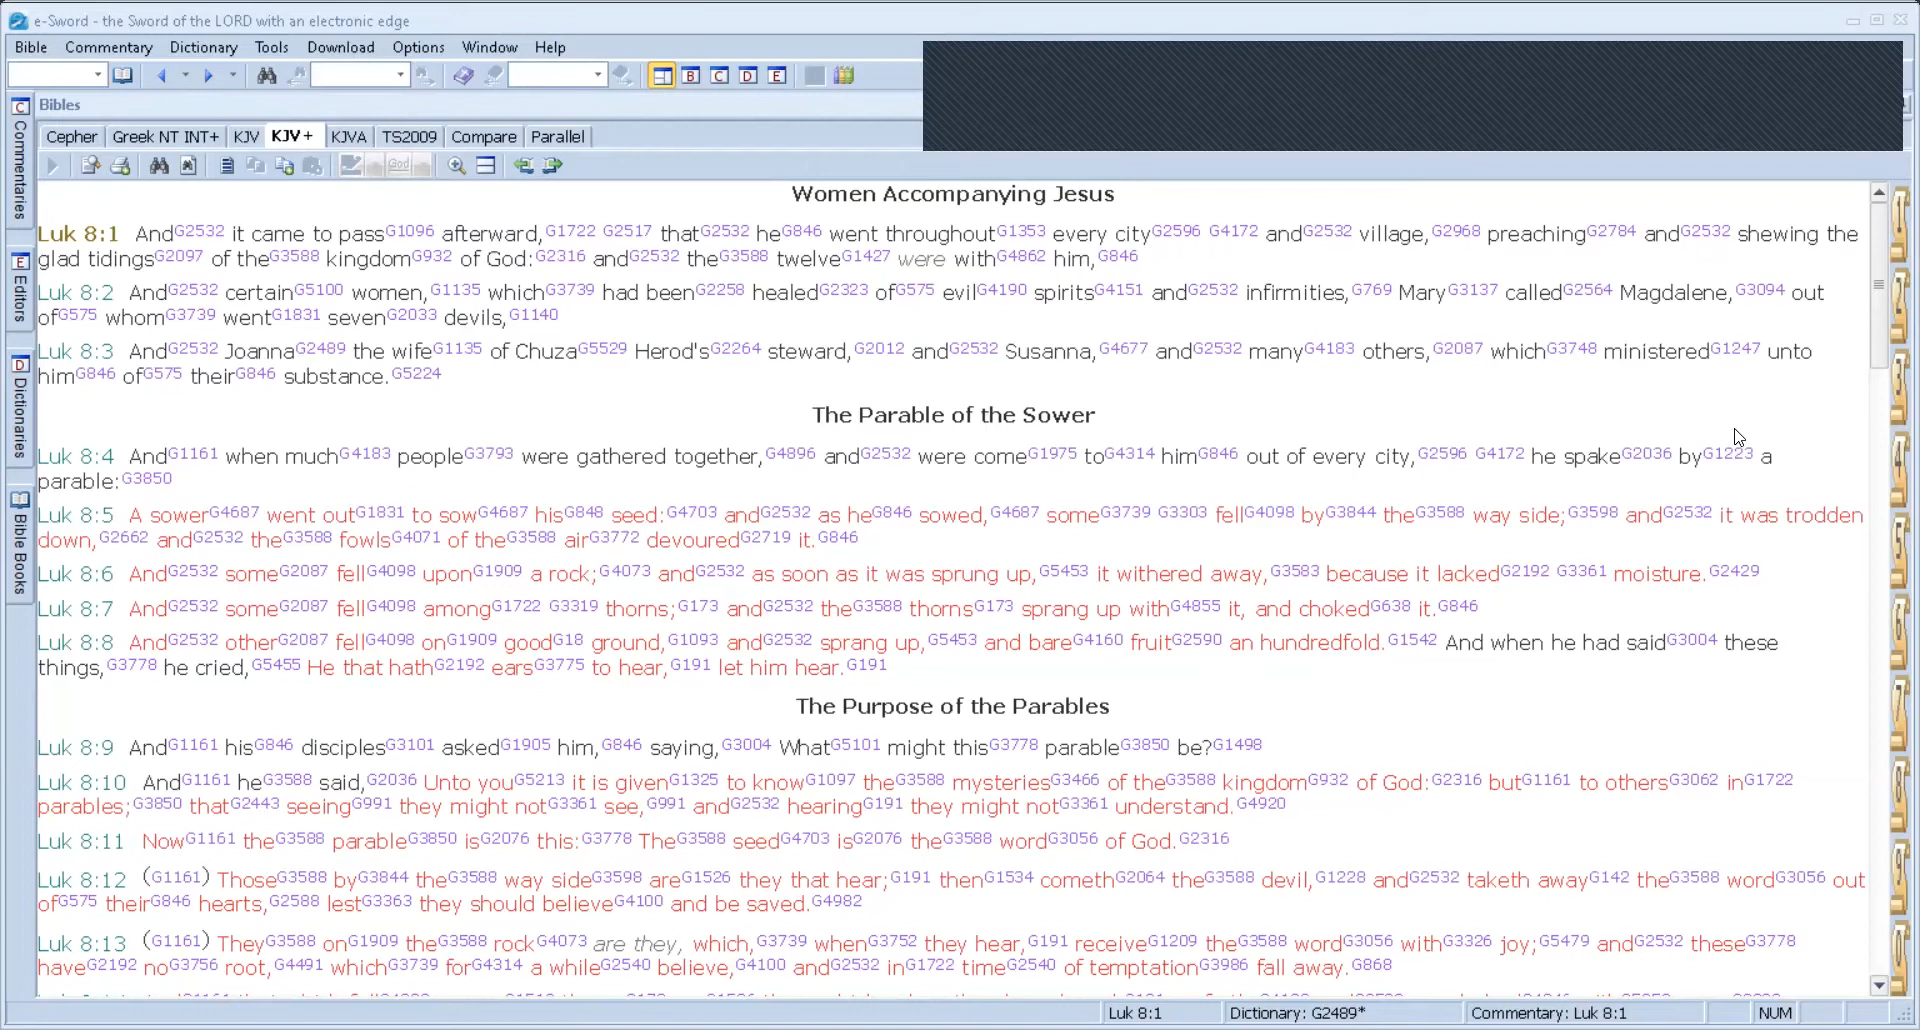 e-Sword - the Sword of the LORD with an electronic edge
Bible Commentary Dictionary Tools Download Options Window Help
B C D E
Bibles
Cepher Greek NT INT+ KJV KJV+ KJVA TS2009 Compare Parallel
God
C Commentaries
E Editors
D Dictionaries
Bible Books
Women Accompanying Jesus
Luk 8:1 AndG2532 it came to passG1096 afterward,G1722 G2517 thatG2532 heG846 went throughoutG1353 every cityG2596 G4172 andG2532 village,G2968 preachingG2784 andG2532 shewing the
glad tidingsG2097 of theG3588 kingdomG932 of God:G2316 andG2532 theG3588 twelveG1427 were withG4862 him,G846
Luk 8:2 AndG2532 certainG5100 women,G1135 whichG3739 had beenG2258 healedG2323 ofG575 evilG4190 spiritsG4151 andG2532 infirmities,G769 MaryG3137 calledG2564 Magdalene,G3094 out
ofG575 whomG3739 wentG1831 sevenG2033 devils,G1140
Luk 8:3 AndG2532 JoannaG2489 the wifeG1135 of ChuzaG5529 Herod'sG2264 steward,G2012 andG2532 Susanna,G4677 andG2532 manyG4183 others,G2087 whichG3748 ministeredG1247 unto
himG846 ofG575 theirG846 substance.G5224
The Parable of the Sower
Luk 8:4 AndG1161 when muchG4183 peopleG3793 were gathered together,G4896 andG2532 were comeG1975 toG4314 himG846 out of every city,G2596 G4172 he spakeG2036 byG1223 a
parable:G3850
Luk 8:5 A sowerG4687 went outG1831 to sowG4687 hisG848 seed:G4703 andG2532 as heG846 sowed,G4687 someG3739 G3303 fellG4098 byG3844 theG3588 way side;G3598 andG2532 it was trodden
down,G2662 andG2532 theG3588 fowlsG4071 of theG3588 airG3772 devouredG2719 it.G846
Luk 8:6 AndG2532 someG2087 fellG4098 uponG1909 a rock;G4073 andG2532 as soon as it was sprung up,G5453 it withered away,G3583 because it lackedG2192 G3361 moisture.G2429
Luk 8:7 AndG2532 someG2087 fellG4098 amongG1722 G3319 thorns;G173 andG2532 theG3588 thornsG173 sprang up withG4855 it, and chokedG638 it.G846
Luk 8:8 AndG2532 otherG2087 fellG4098 onG1909 goodG18 ground,G1093 andG2532 sprang up,G5453 and bareG4160 fruitG2590 an hundredfold.G1542 And when he had saidG3004 these
things,G3778 he cried,G5455 He that hathG2192 earsG3775 to hear,G191 let him hear.G191
The Purpose of the Parables
Luk 8:9 AndG1161 hisG846 disciplesG3101 askedG1905 him,G846 saying,G3004 WhatG5101 might thisG3778 parableG3850 be?G1498
Luk 8:10 AndG1161 heG3588 said,G2036 Unto youG5213 it is givenG1325 to knowG1097 theG3588 mysteriesG3466 of theG3588 kingdomG932 of God:G2316 butG1161 to othersG3062 inG1722
parables;G3850 thatG2443 seeingG991 they might notG3361 see,G991 andG2532 hearingG191 they might notG3361 understand.G4920
Luk 8:11 NowG1161 theG3588 parableG3850 isG2076 this:G3778 TheG3588 seedG4703 isG2076 theG3588 wordG3056 of God.G2316
Luk 8:12 (G1161) ThoseG3588 byG3844 theG3588 way sideG3598 areG1526 they that hear;G191 thenG1534 comethG2064 theG3588 devil,G1228 andG2532 taketh awayG142 theG3588 wordG3056 out
ofG575 theirG846 hearts,G2588 lestG3363 they should believeG4100 and be saved.G4982
Luk 8:13 (G1161) TheyG3588 onG1909 theG3588 rockG4073 are they, which,G3739 whenG3752 they hear,G191 receiveG1209 theG3588 wordG3056 withG3326 joy;G5479 andG2532 theseG3778
haveG2192 noG3756 root,G4491 whichG3739 forG4314 a whileG2540 believe,G4100 andG2532 inG1722 timeG2540 of temptationG3986 fall away.G868
1
2
3
4
5
6
7
8
9
0
Luk 8:1 Dictionary: G2489* Commentary: Luk 8:1 NUM